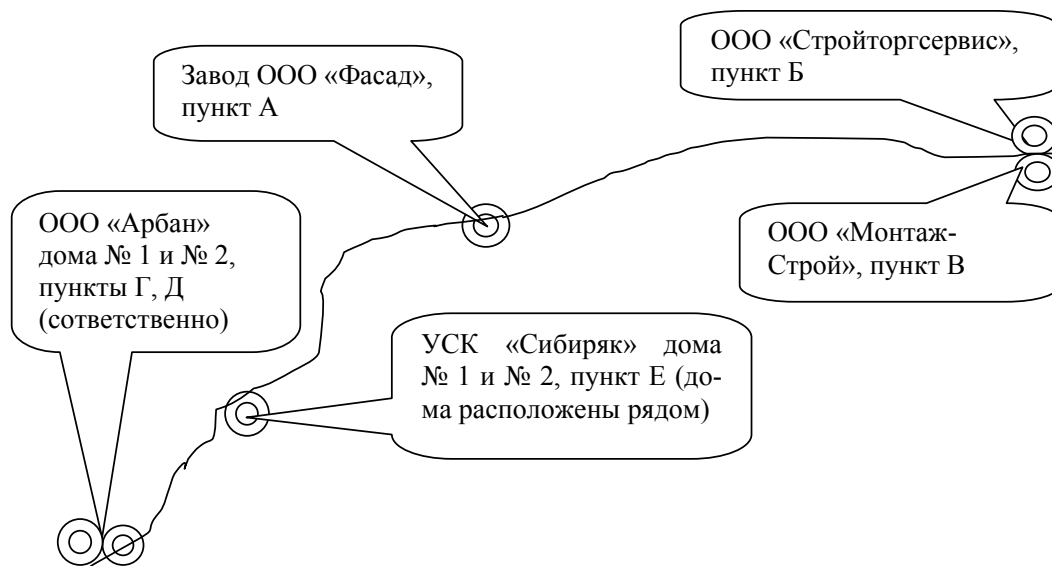 Завод ООО «Фасад»,
пункт А
ООО «Стройторгсервис»,
пункт Б
ООО «Арбан»
дома № 1 и № 2,
пункты Г, Д
(сответственно)
ООО «Монтаж-
Строй», пункт В
УСК «Сибиряк» дома
№ 1 и № 2, пункт Е (до-
ма расположены рядом)